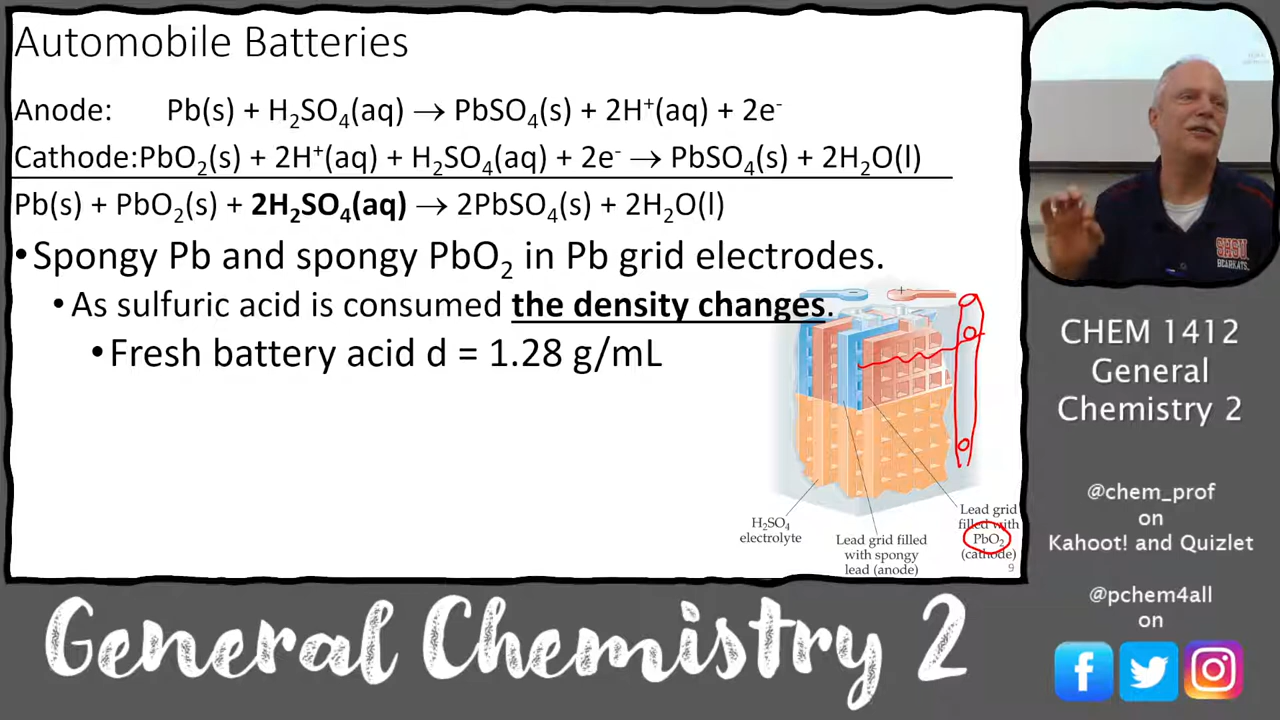 Automobile Batteries
Anode: Pb(s) + H₂SO₄(aq) → PbSO₄(s) + 2H⁺(aq) + 2e⁻
Cathode:PbO₂(s) + 2H⁺(aq) + H₂SO₄(aq) + 2e⁻ → PbSO₄(s) + 2H₂O(l)
Pb(s) + PbO₂(s) + 2H₂SO₄(aq) → 2PbSO₄(s) + 2H₂O(l)
•Spongy Pb and spongy PbO₂ in Pb grid electrodes.
•As sulfuric acid is consumed the density changes.
•Fresh battery acid d = 1.28 g/mL
H₂SO₄
electrolyte
Lead grid filled
with spongy
lead (anode)
Lead grid
filled with
PbO₂
(cathode)
9
SHSU
BEARKATS
CHEM 1412
General
Chemistry 2
@chem_prof
on
Kahoot! and Quizlet
@pchem4all
on
General Chemistry 2